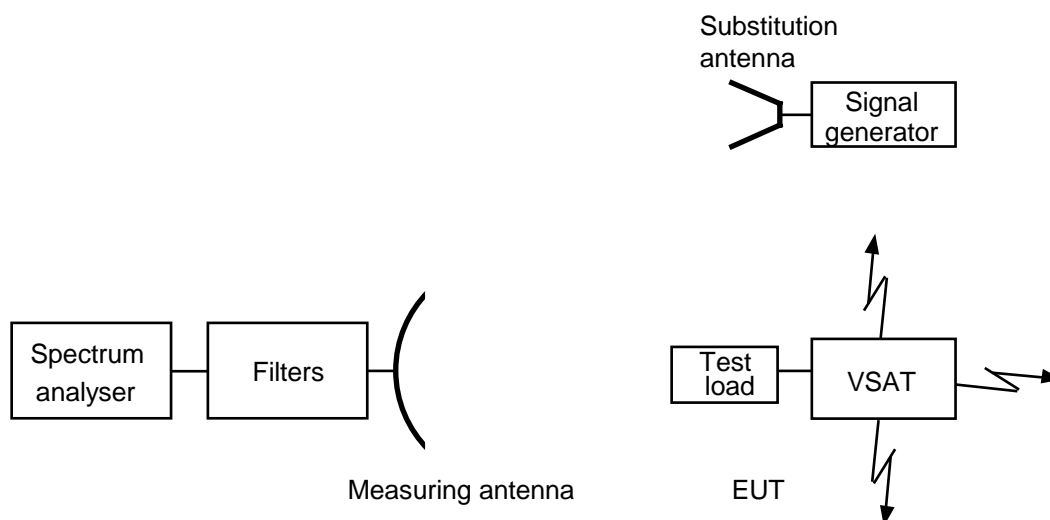 Substitution
antenna
Signal
generator
Spectrum
analyser
Filters
Test
load
VSAT
Measuring antenna
EUT